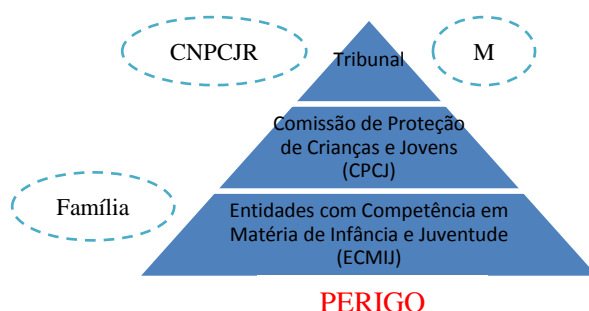 CNPCJR
M
Tribunal
Comissão de Proteção
de Crianças e Jovens
(CPCJ)
Família
Entidades com Competência em
Matéria de Infância e Juventude
(ECMIJ)
PERIGO